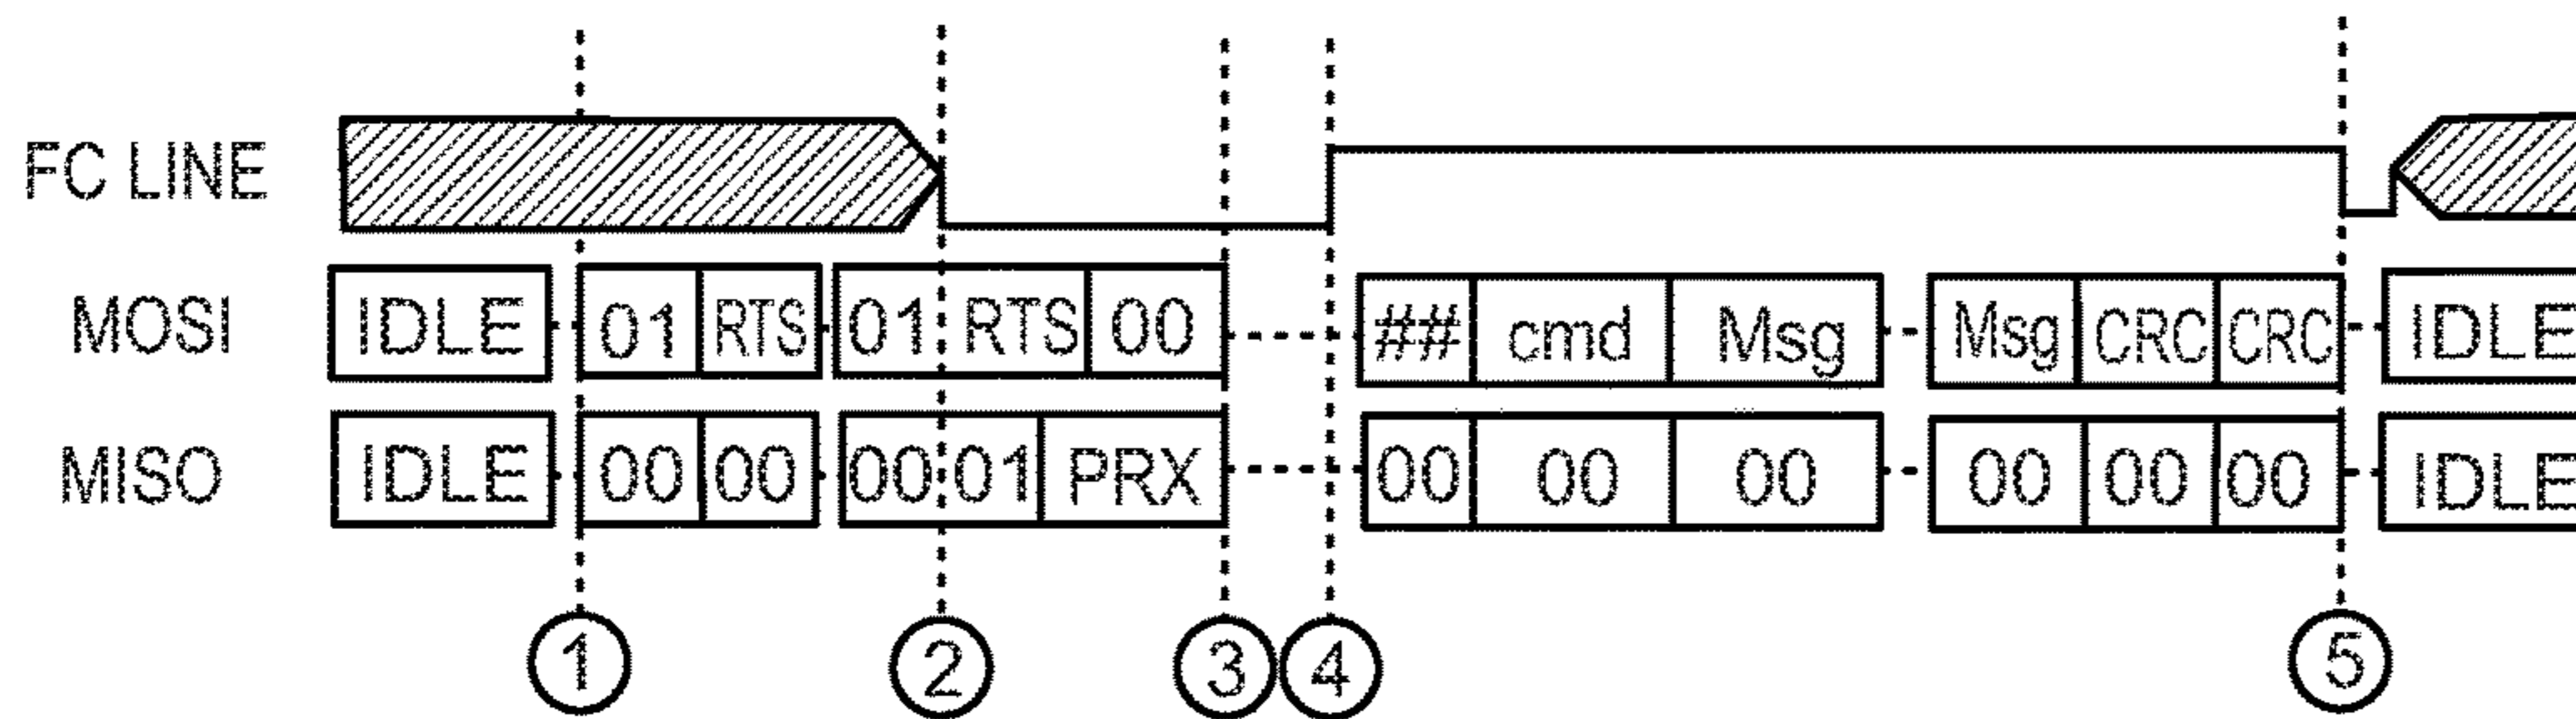 FC LINE
MOSI IDLE 01 RTS 01 RTS 00 ## cmd Msg Msg CRC CRC IDLE
MISO IDLE 00 00 00 01 PRX 00 00 00 00 00 00 IDLE
1 2 3 4 5